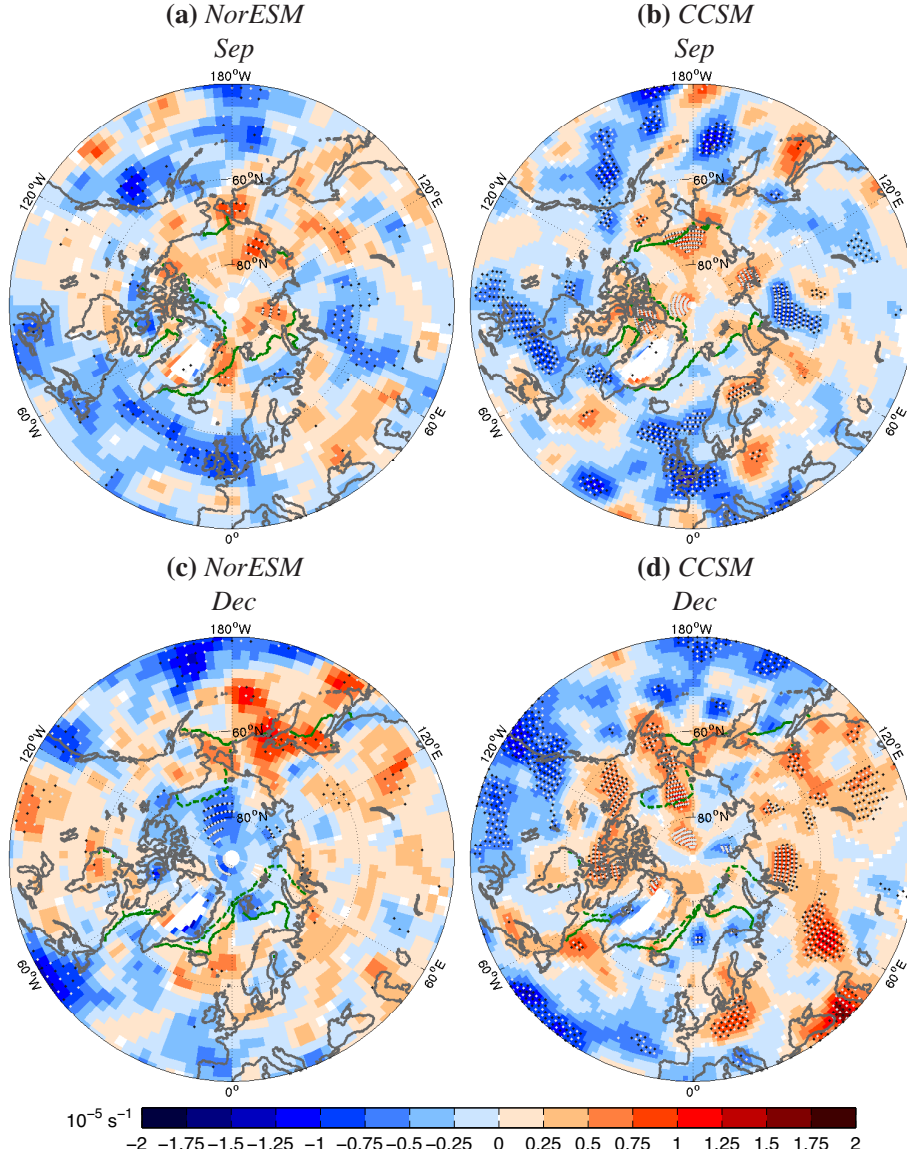 (a) NorESM (b) CCSM
Sep Sep
180°W 180°W
120°W 60°N 120°E 120°W 60°N 120°E
80°N 80°N
60°W 60°E 60°W 60°E
0° 0°
(c) NorESM (d) CCSM
Dec Dec
180°W 180°W
120°W 60°N 120°E 120°W 60°N 120°E
80°N 80°N
60°W 60°E 60°W 60°E
0° 0°
10⁻⁵ s⁻¹
−2 −1.75 −1.5 −1.25 −1 −0.75 −0.5 −0.25 0 0.25 0.5 0.75 1 1.25 1.5 1.75 2